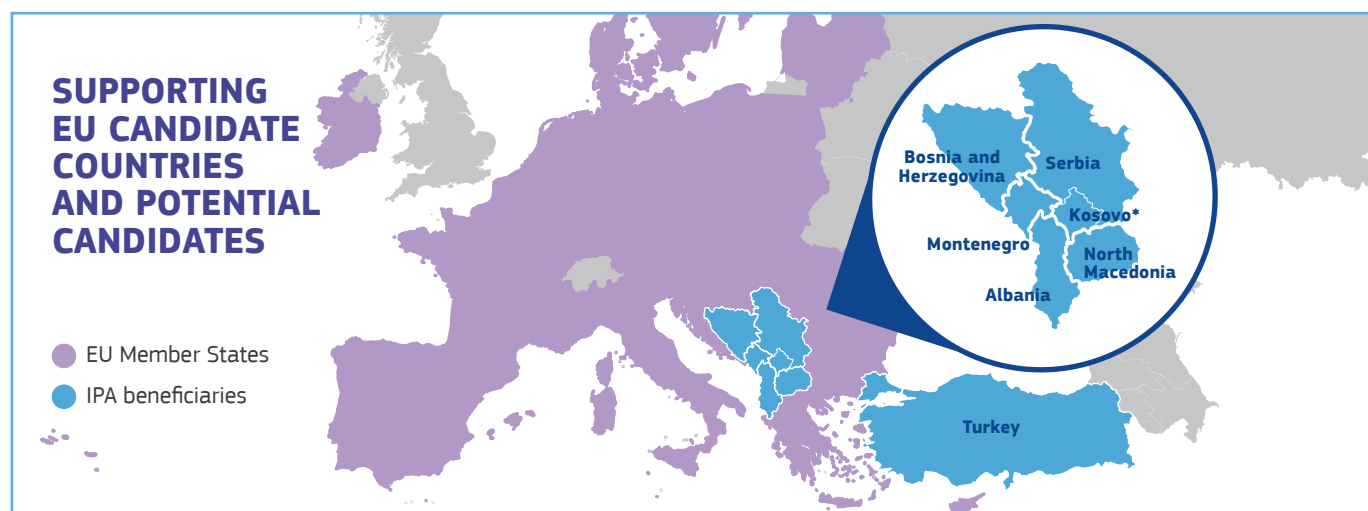 SUPPORTING
EU CANDIDATE
COUNTRIES
AND POTENTIAL
CANDIDATES
EU Member States
IPA beneficiaries
Bosnia and
Herzegovina
Serbia
Kosovo*
Montenegro
North
Macedonia
Albania
Turkey